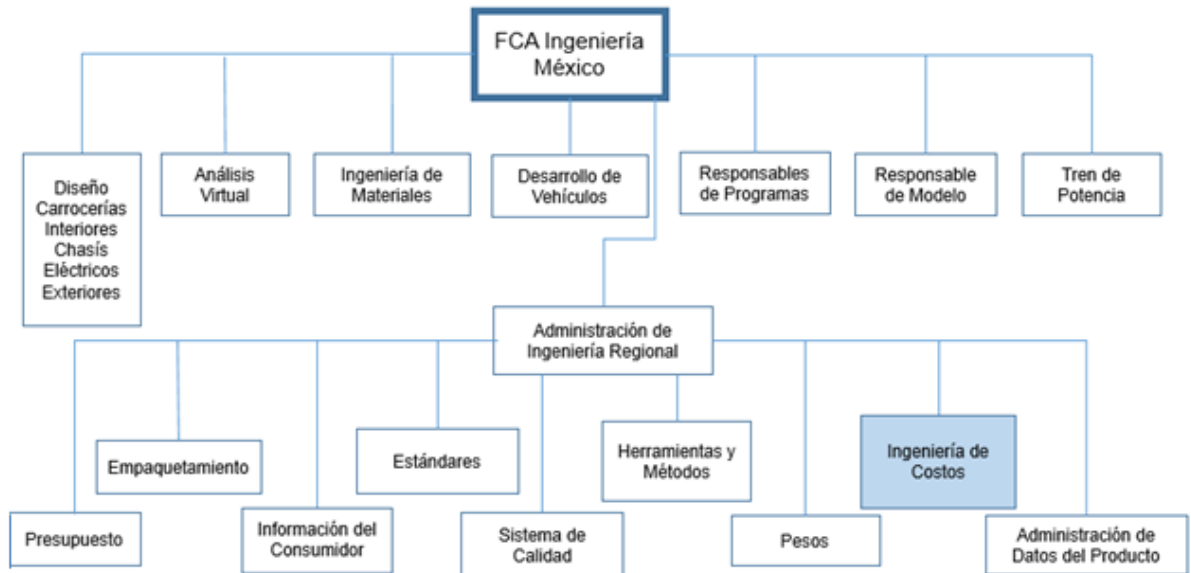 FCA Ingeniería
México
Diseño
Carrocerías
Interiores
Chasís
Eléctricos
Exteriores
Análisis
Virtual
Ingeniería de
Materiales
Desarrollo de
Vehículos
Responsables
de Programas
Responsable
de Modelo
Tren de
Potencia
Administración de
Ingeniería Regional
Presupuesto
Empaquetamiento
Información del
Consumidor
Estándares
Sistema de
Calidad
Herramientas y
Métodos
Pesos
Ingeniería de
Costos
Administración de
Datos del Producto